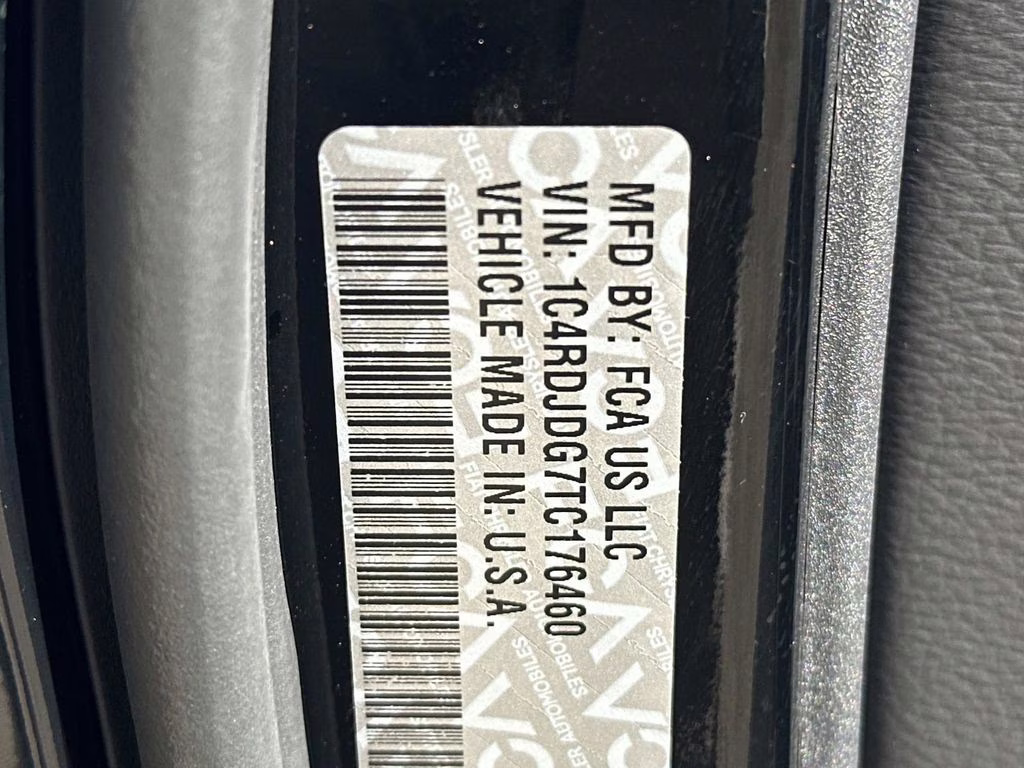 MFD BY: FCA US LLC
VIN: 1C4RDJDG7TC176460
VEHICLE MADE IN: U.S.A.